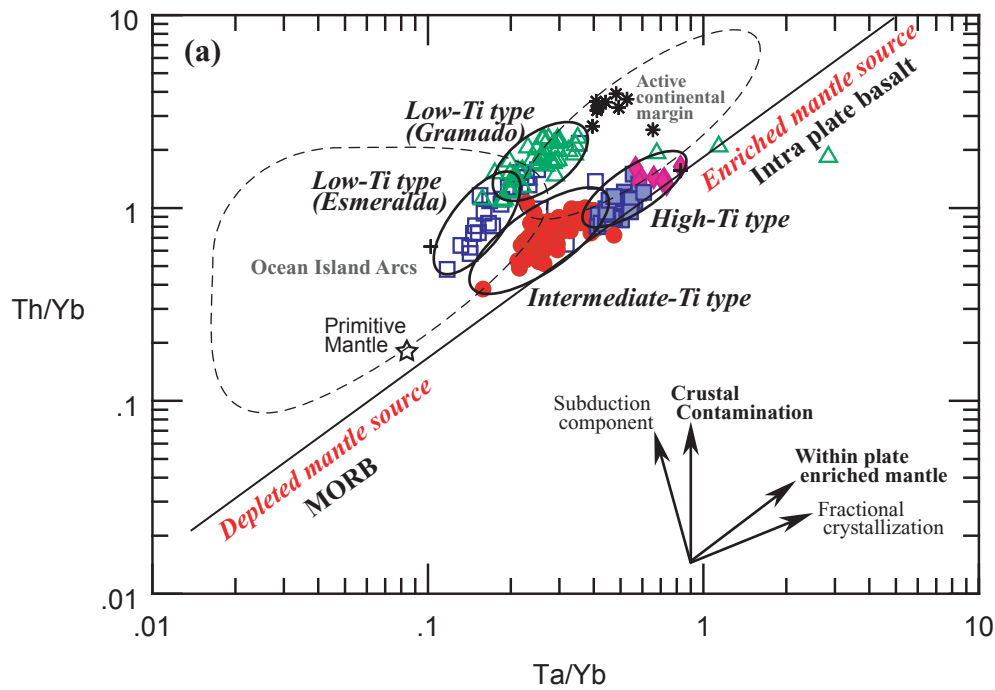 (a)
10
1
.1
.01
Th/Yb
.01
.1
1
10
Ta/Yb
Low-Ti type
(Gramado)
Low-Ti type
(Esmeralda)
Active
continental
margin
Enriched mantle source
Intra plate basalt
High-Ti type
Ocean Island Arcs
Intermediate-Ti type
Primitive
Mantle
Depleted mantle source
MORB
Subduction
component
Crustal
Contamination
Within plate
enriched mantle
Fractional
crystallization